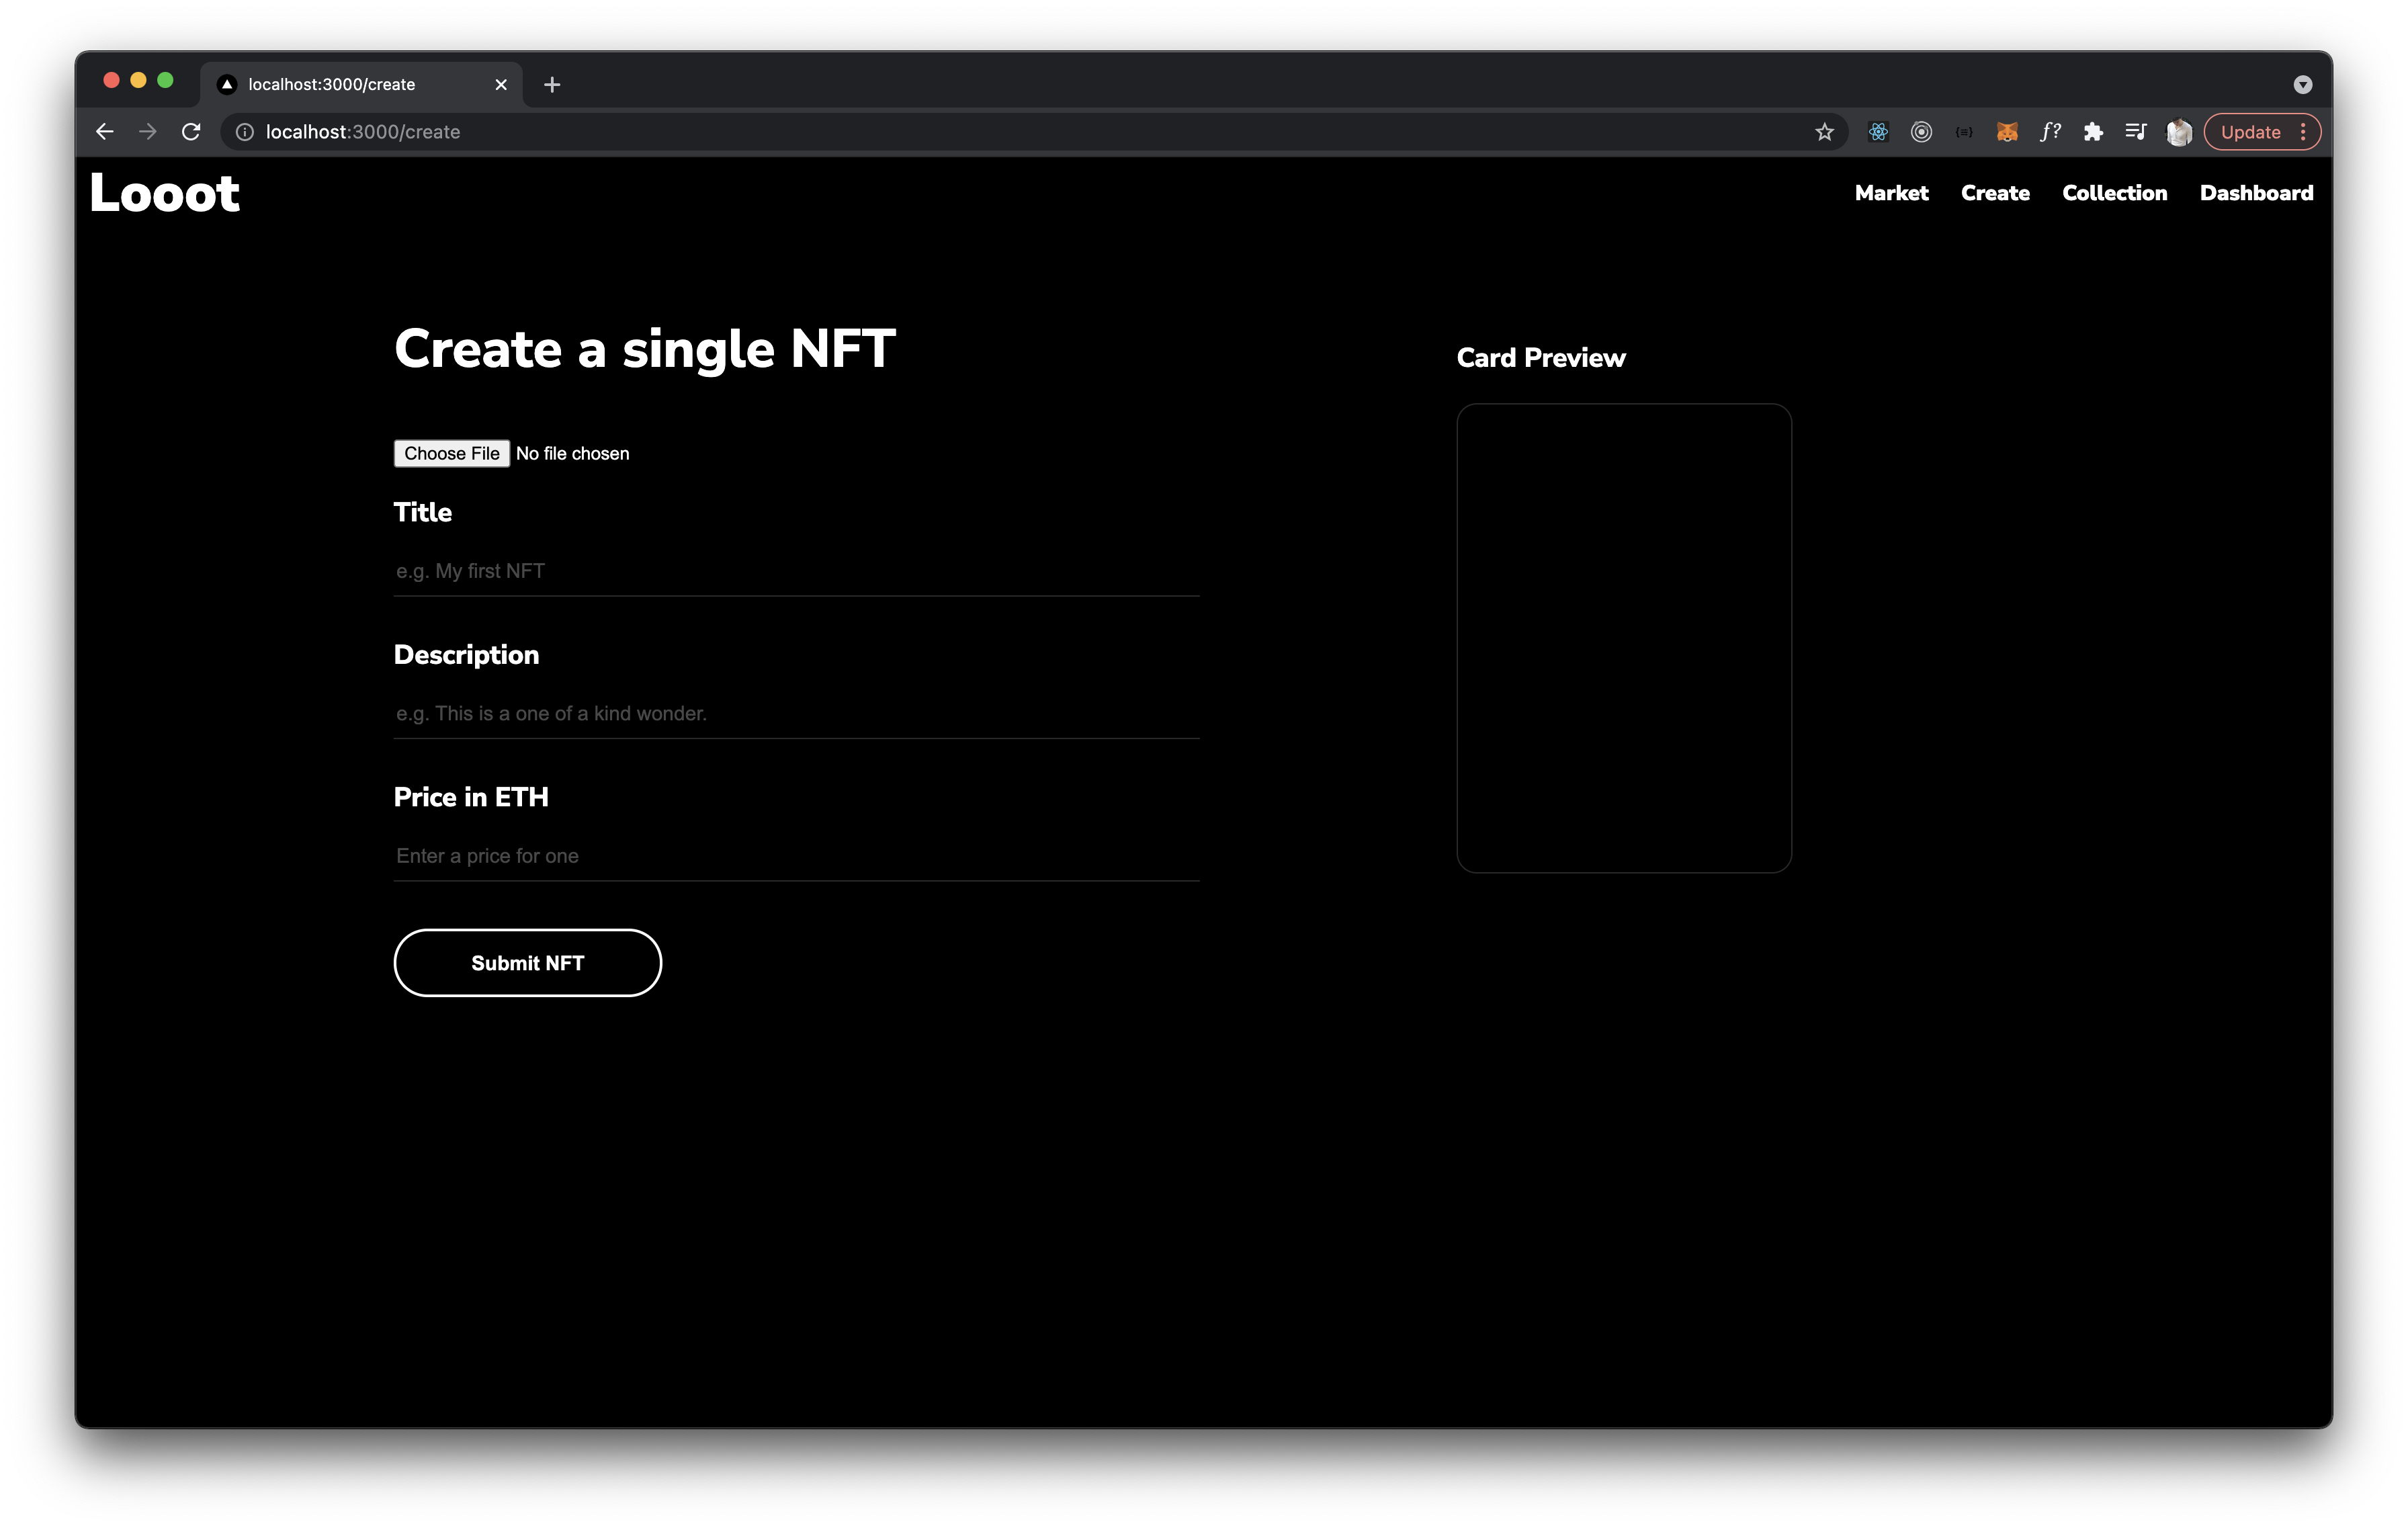 localhost:3000/create
localhost:3000/create
f?
Update
Looot
Market Create Collection Dashboard
Create a single NFT
Card Preview
Choose File No file chosen
Title
e.g. My first NFT
Description
e.g. This is a one of a kind wonder.
Price in ETH
Enter a price for one
Submit NFT